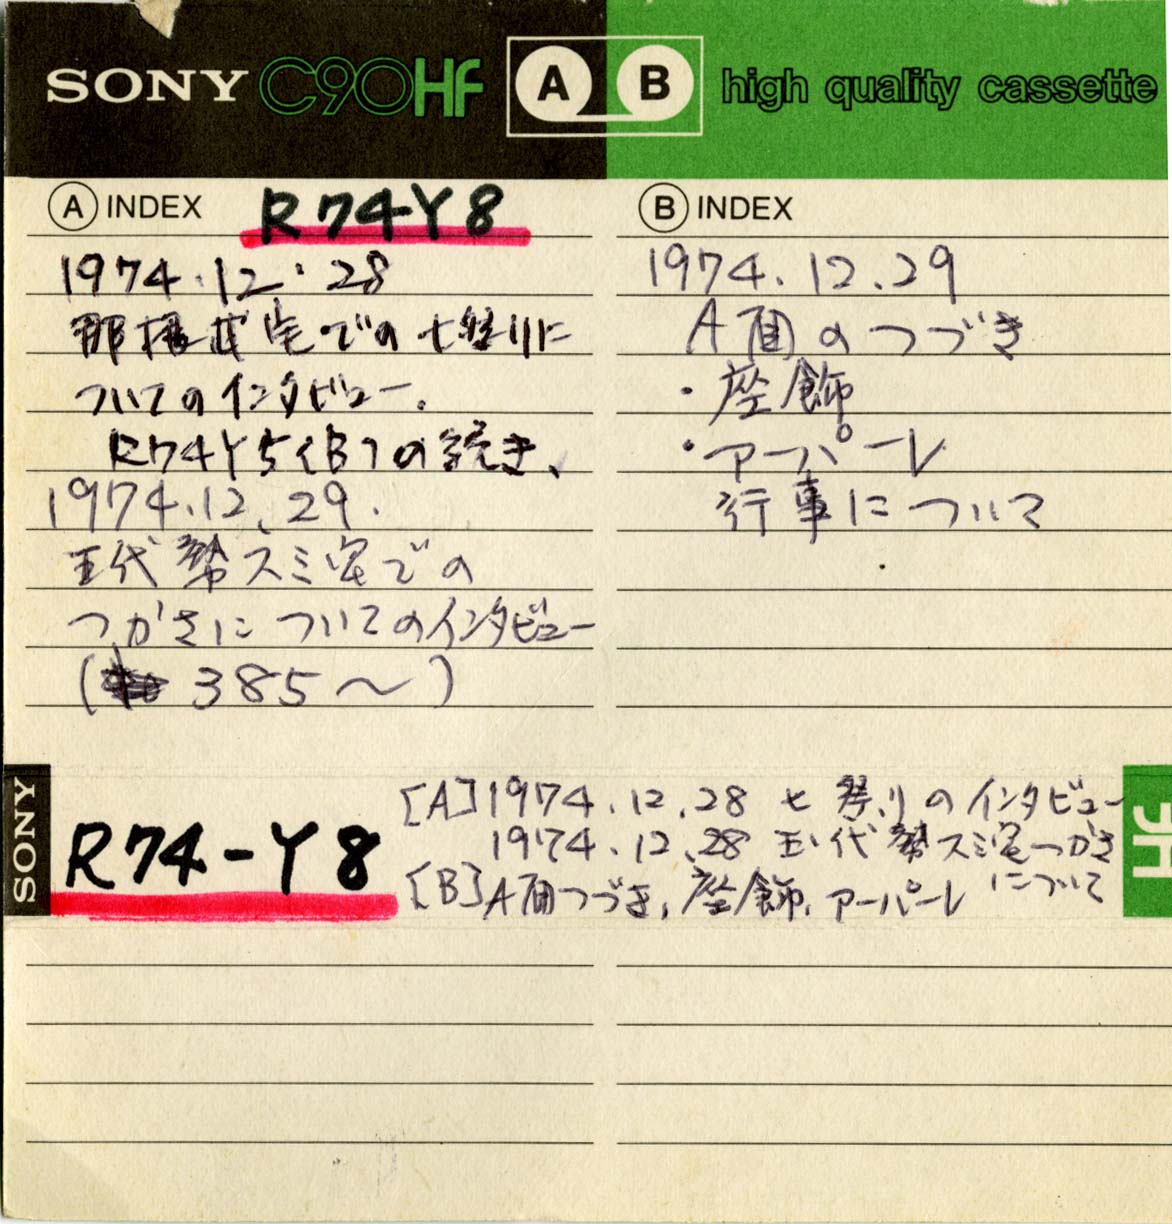 SONY C90HF A B high quality cassette
A INDEX R74Y8
1974.12.28
那根 宅での七祭りに
ついてのインタビュー.
R74Y5〈B〉の続き、
1974.12.29.
玉代勢スミ宅での
つかさについてのインタビュー
( 385〜)
B INDEX
1974.12.29
A面のつづき
・座飾
・アーパーレ
行事について
SONY
R74-Y8
[A]1974.12.28 七祭りのインタビュー
1974.12.28 玉代勢スミ宅つかさ
について
[B]A面つづき,座飾,アーパーレ
HF